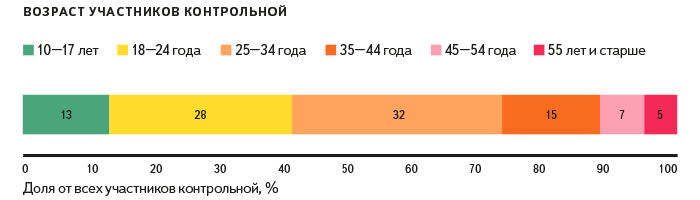 ВОЗРАСТ УЧАСТНИКОВ КОНТРОЛЬНОЙ
10—17 лет 18—24 года 25—34 года 35—44 года 45—54 года 55 лет и старше
13 28 32 15 7 5
0 10 20 30 40 50 60 70 80 90 100
Доля от всех участников контрольной, %